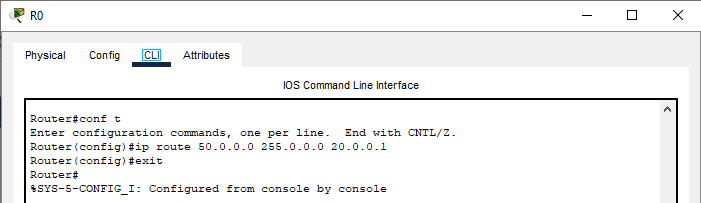 R0
Physical Config CLI Attributes
IOS Command Line Interface
Router#conf t
Enter configuration commands, one per line.  End with CNTL/Z.
Router(config)#ip route 50.0.0.0 255.0.0.0 20.0.0.1
Router(config)#exit
Router#
%SYS-5-CONFIG_I: Configured from console by console